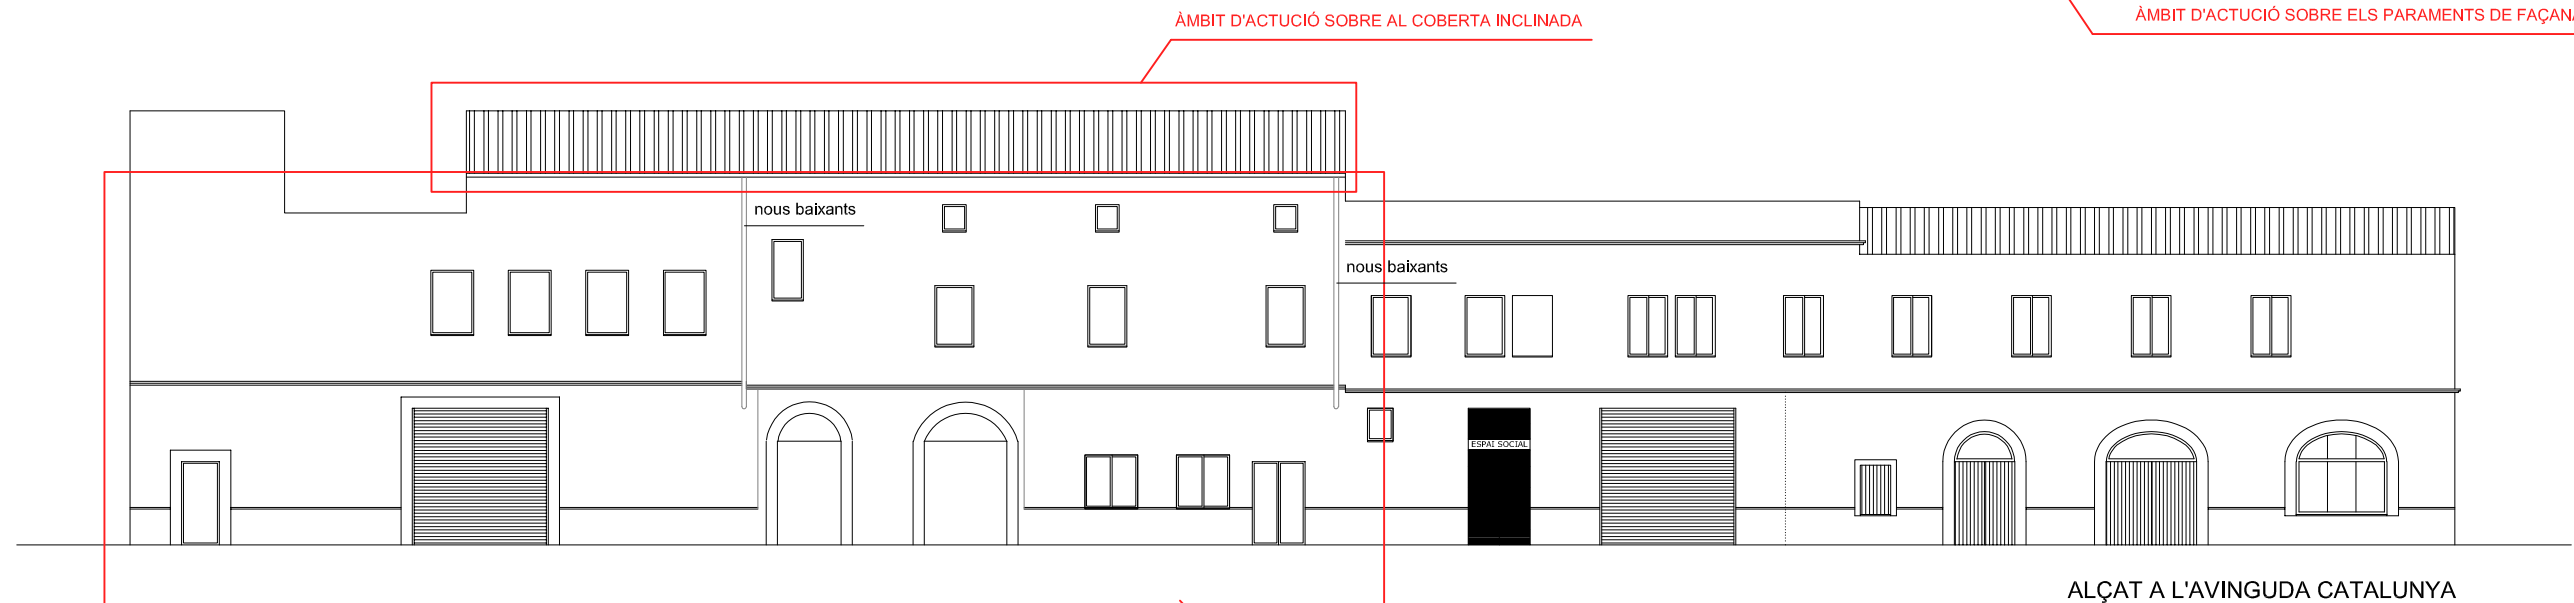 ÀMBIT D'ACTUCIÓ SOBRE AL COBERTA INCLINADA
ÀMBIT D'ACTUCIÓ SOBRE ELS PARAMENTS DE FAÇANA
nous baixants
nous baixants
ESPAI SOCIAL
ALÇAT A L'AVINGUDA CATALUNYA